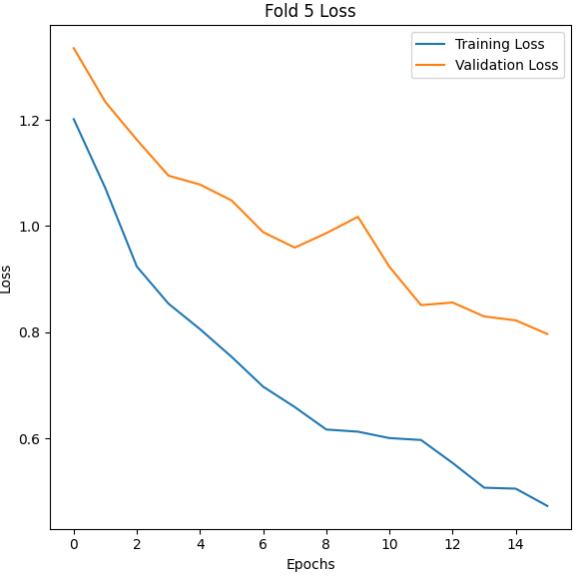 Fold 5 Loss
Training Loss
Validation Loss
1.2
1.0
0.8
0.6
Loss
0 2 4 6 8 10 12 14
Epochs